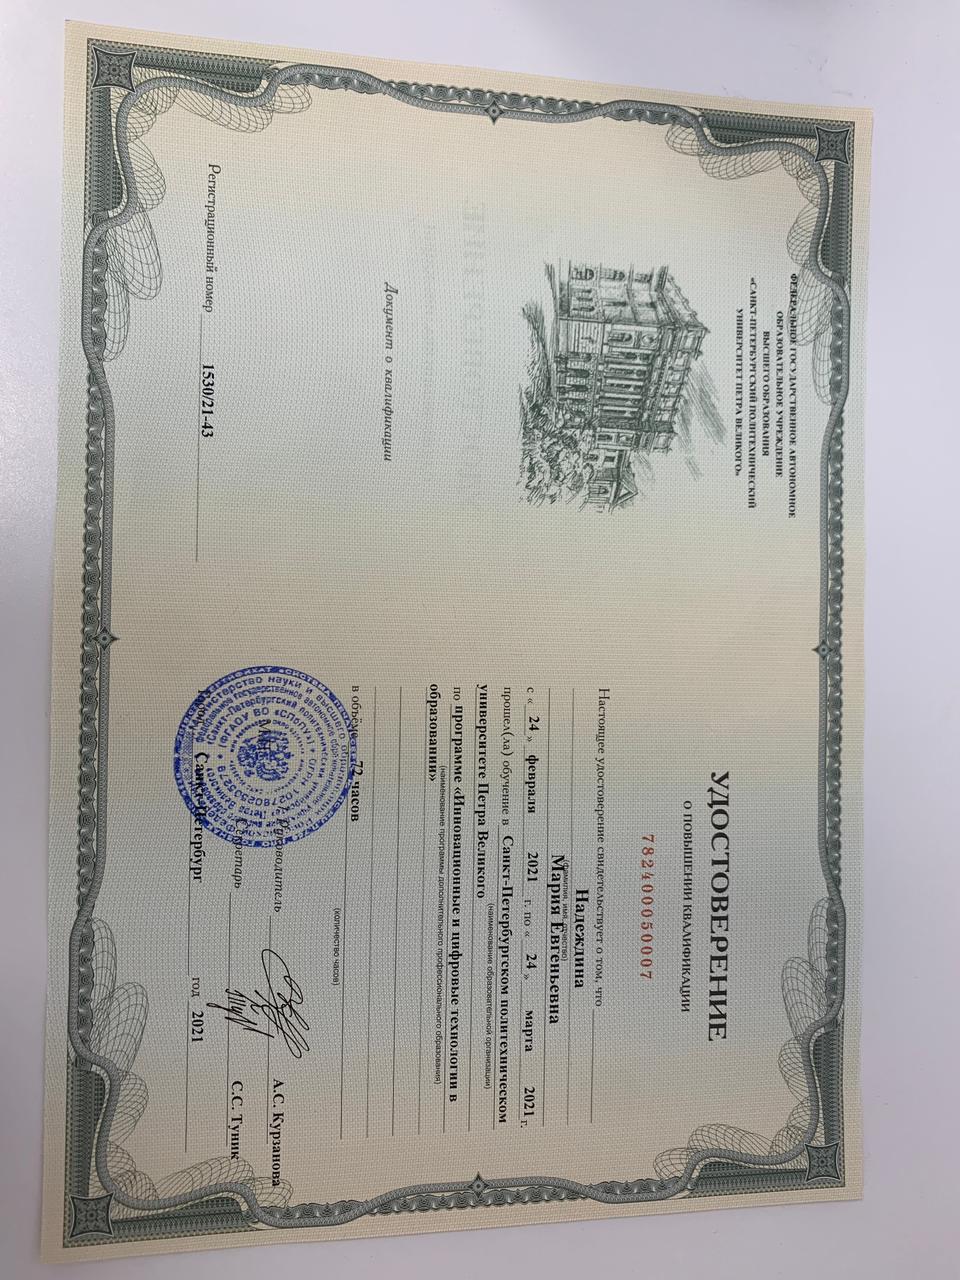 ФЕДЕРАЛЬНОЕ ГОСУДАРСТВЕННОЕ АВТОНОМНОЕ
ОБРАЗОВАТЕЛЬНОЕ УЧРЕЖДЕНИЕ
ВЫСШЕГО ОБРАЗОВАНИЯ
«САНКТ-ПЕТЕРБУРГСКИЙ ПОЛИТЕХНИЧЕСКИЙ
УНИВЕРСИТЕТ ПЕТРА ВЕЛИКОГО»
Документ о квалификации
Регистрационный номер 1530/21-43
УДОСТОВЕРЕНИЕ
О ПОВЫШЕНИИ КВАЛИФИКАЦИИ
782400050007
Настоящее удостоверение свидетельствует о том, что
Надеждина
(фамилия, имя, отчество)
Мария Евгеньевна
с « 24 » февраля 2021 г. по « 24 » марта 2021 г.
прошел(ла) обучение в Санкт-Петербургском политехническом
(наименование образовательной организации)
университете Петра Великого
по программе «Инновационные и цифровые технологии в
(наименование программы дополнительного профессионального образования)
образовании»
в объёме 72 часов
(количество часов)
Руководитель А.С. Курзанова
Секретарь С.С. Туник
город Санкт-Петербург год 2021